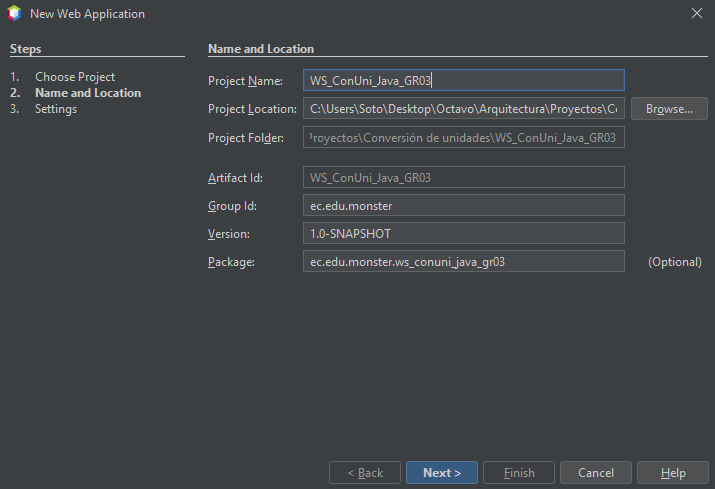 New Web Application
Steps
1. Choose Project
2. Name and Location
3. Settings
Name and Location
Project Name: WS_ConUni_Java_GR03
Project Location: C:\Users\Soto\Desktop\Octavo\Arquitectura\Proyectos\Co Browse...
Project Folder: Proyectos\Conversión de unidades\WS_ConUni_Java_GR03
Artifact Id: WS_ConUni_Java_GR03
Group Id: ec.edu.monster
Version: 1.0-SNAPSHOT
Package: ec.edu.monster.ws_conuni_java_gr03 (Optional)
< Back Next > Finish Cancel Help